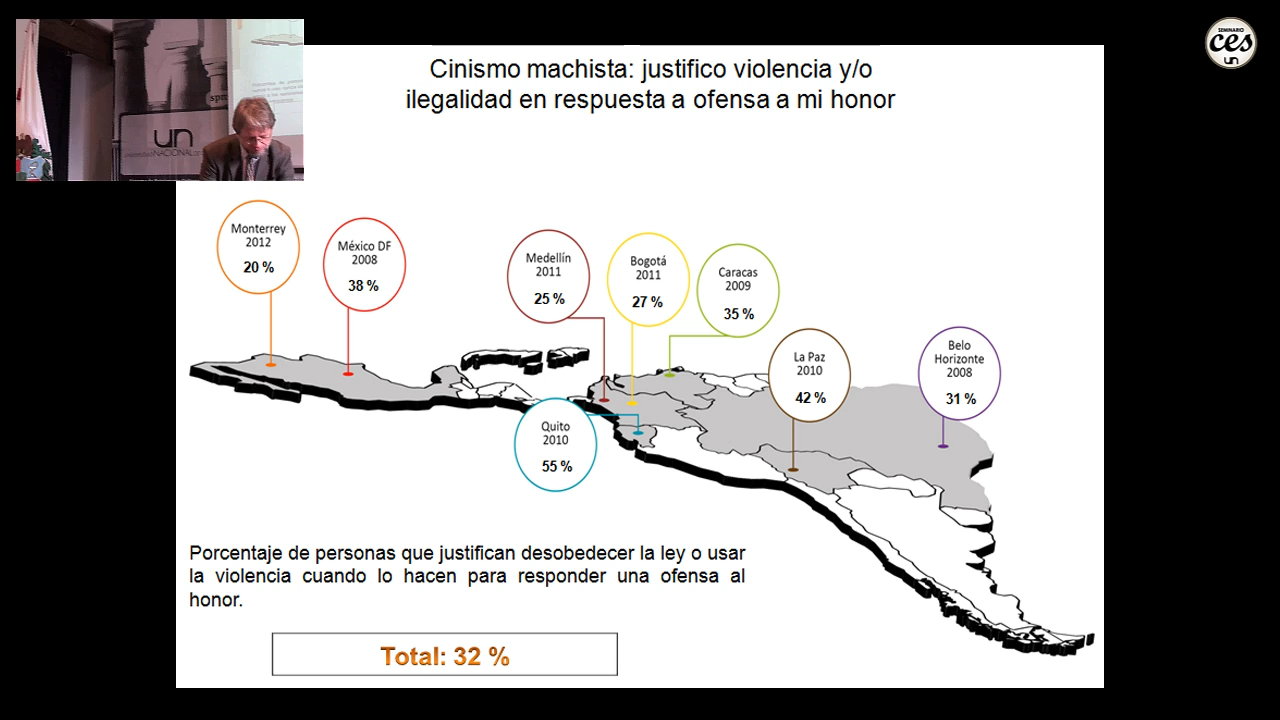 SEMINARIO
ces
un
un
Cinismo machista: justifico violencia y/o
ilegalidad en respuesta a ofensa a mi honor
Monterrey
2012
20 %
México DF
2008
38 %
Medellín
2011
25 %
Bogotá
2011
27 %
Caracas
2009
35 %
La Paz
2010
42 %
Belo
Horizonte
2008
31 %
Quito
2010
55 %
Porcentaje de personas que justifican desobedecer la ley o usar
la violencia cuando lo hacen para responder una ofensa al
honor.
Total: 32 %